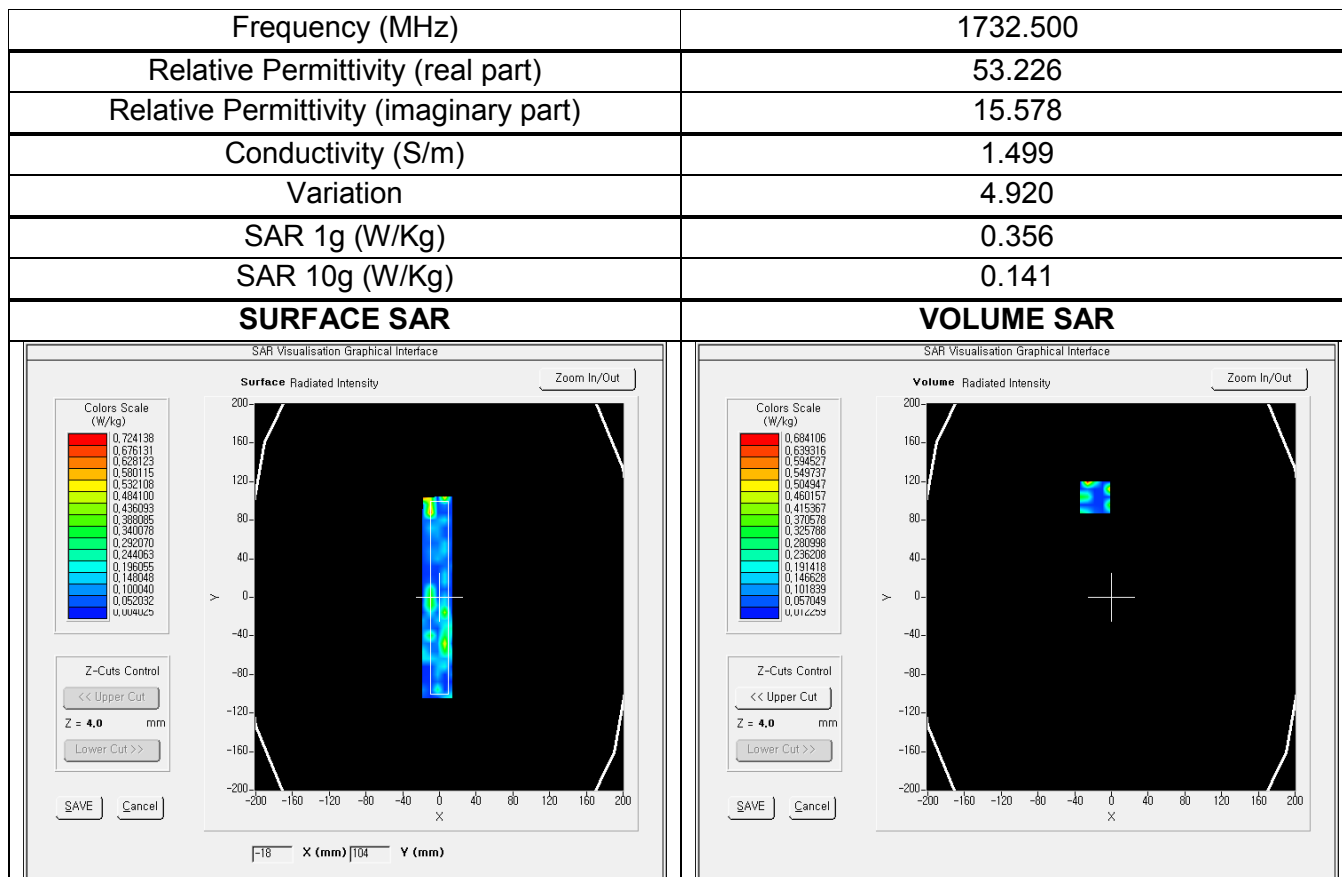 Frequency (MHz) 1732.500
Relative Permittivity (real part) 53.226
Relative Permittivity (imaginary part) 15.578
Conductivity (S/m) 1.499
Variation 4.920
SAR 1g (W/Kg) 0.356
SAR 10g (W/Kg) 0.141
SURFACE SAR VOLUME SAR
SAR Visualisation Graphical Interface
Surface Radiated Intensity
Zoom In/Out
Colors Scale
(W/kg)
0.724138
0.676131
0.628123
0.580115
0.532108
0.484100
0.436093
0.388085
0.340078
0.292070
0.244063
0.196055
0.148048
0.100040
0.052032
0.004025
Z-Cuts Control
<< Upper Cut
Z = 4.0 mm
Lower Cut >>
SAVE Cancel
200
160
120
80
40
0
-40
-80
-120
-160
-200
Y
-200 -160 -120 -80 -40 0 40 80 120 160 200
X
-18 X (mm) 104 Y (mm)
SAR Visualisation Graphical Interface
Volume Radiated Intensity
Zoom In/Out
Colors Scale
(W/kg)
0.684106
0.639316
0.594527
0.549737
0.504947
0.460157
0.415367
0.370578
0.325788
0.280998
0.236208
0.191418
0.146628
0.101839
0.057049
0.012259
Z-Cuts Control
<< Upper Cut
Z = 4.0 mm
Lower Cut >>
SAVE Cancel
200
160
120
80
40
0
-40
-80
-120
-160
-200
Y
-200 -160 -120 -80 -40 0 40 80 120 160 200
X